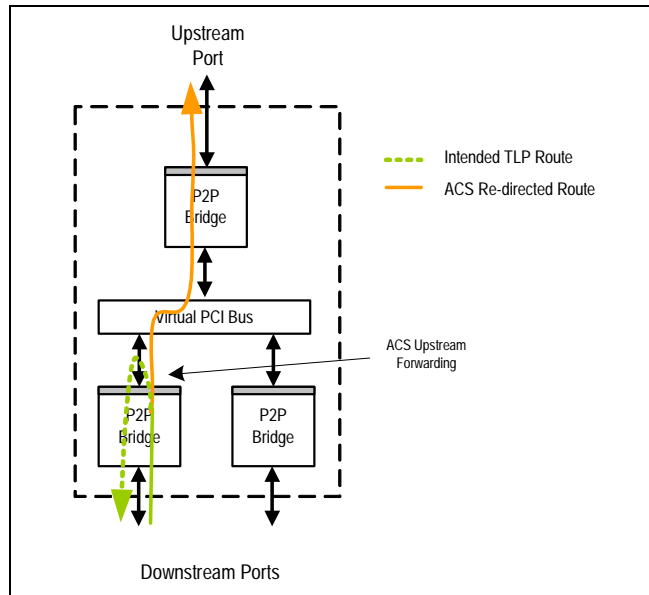 Upstream
Port
Intended TLP Route
ACS Re-directed Route
P2P
Bridge
Virtual PCI Bus
ACS Upstream
Forwarding
P2P
Bridge
P2P
Bridge
Downstream Ports